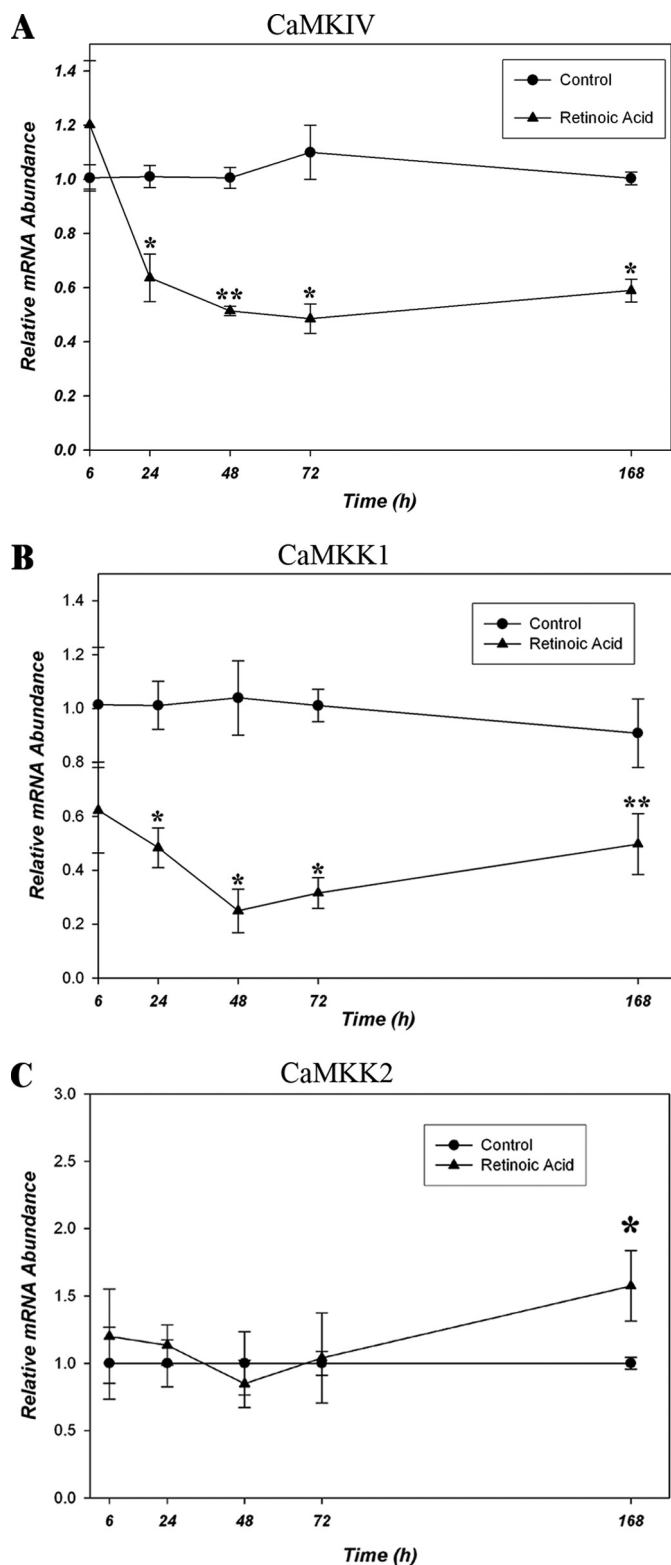 A
CaMKIV
Control
Retinoic Acid
Relative mRNA Abundance
1.4
1.2
1.0
0.8
0.6
0.4
0.2
0.0
*
**
*
*
6 24 48 72 168
Time (h)
B
CaMKK1
Control
Retinoic Acid
Relative mRNA Abundance
1.4
1.2
1.0
0.8
0.6
0.4
0.2
0.0
*
*
*
**
6 24 48 72 168
Time (h)
C
CaMKK2
Control
Retinoic Acid
Relative mRNA Abundance
3.0
2.5
2.0
1.5
1.0
0.5
0.0
*
6 24 48 72 168
Time (h)